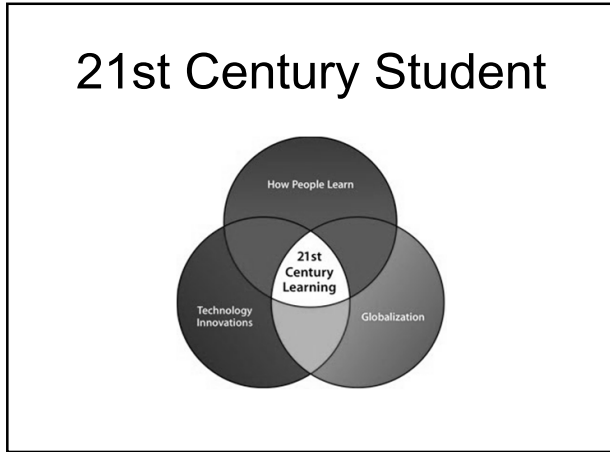 21st Century Student
How People Learn
21st
Century
Learning
Technology
Innovations
Globalization